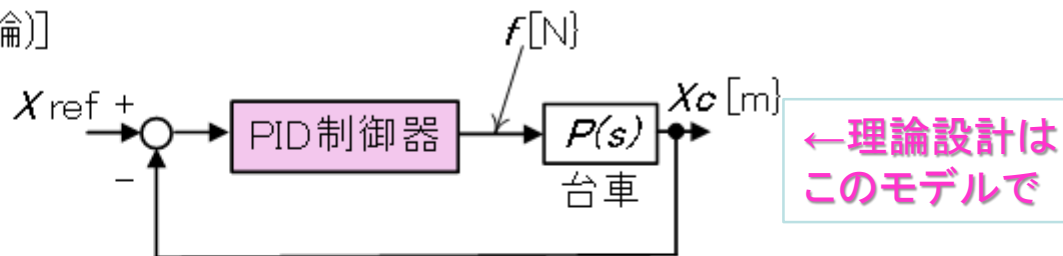 論)]
f[N}
Xref +
PID制御器
P(s)
Xc[m}
−
台車
←理論設計は
このモデルで